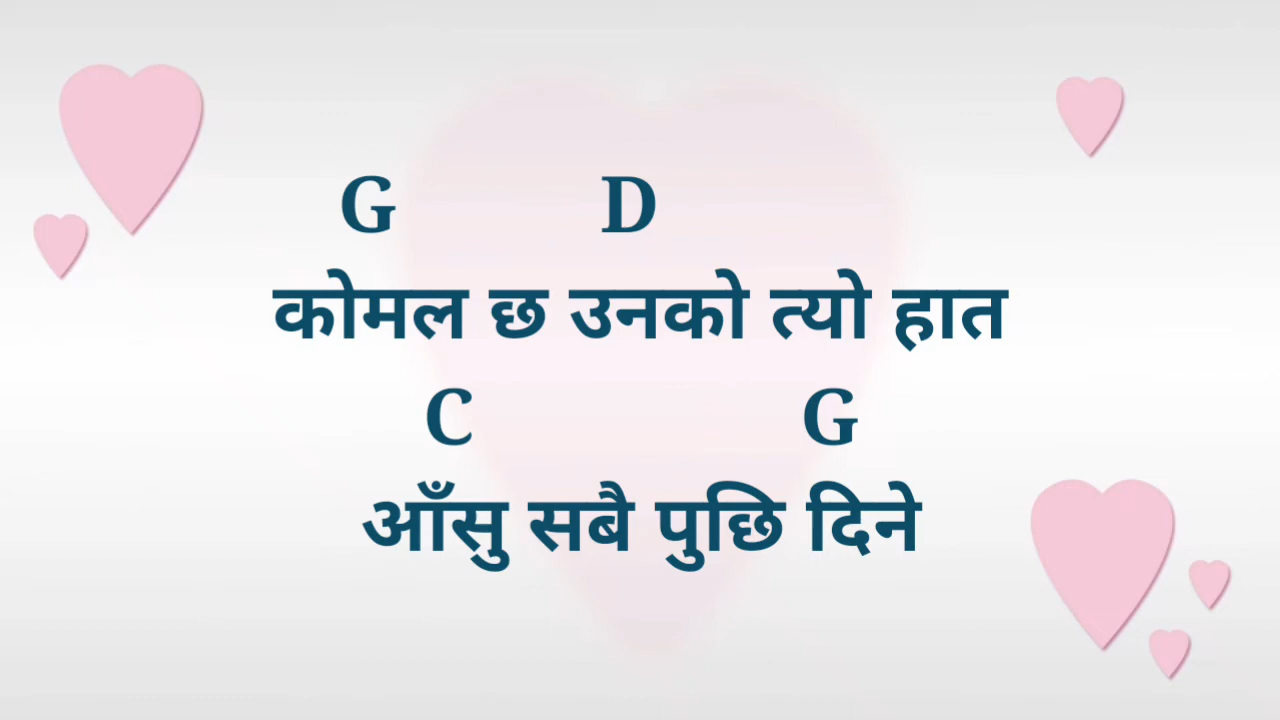 G D
कोमल छ उनको त्यो हात
C G
आँसु सबै पुछि दिने